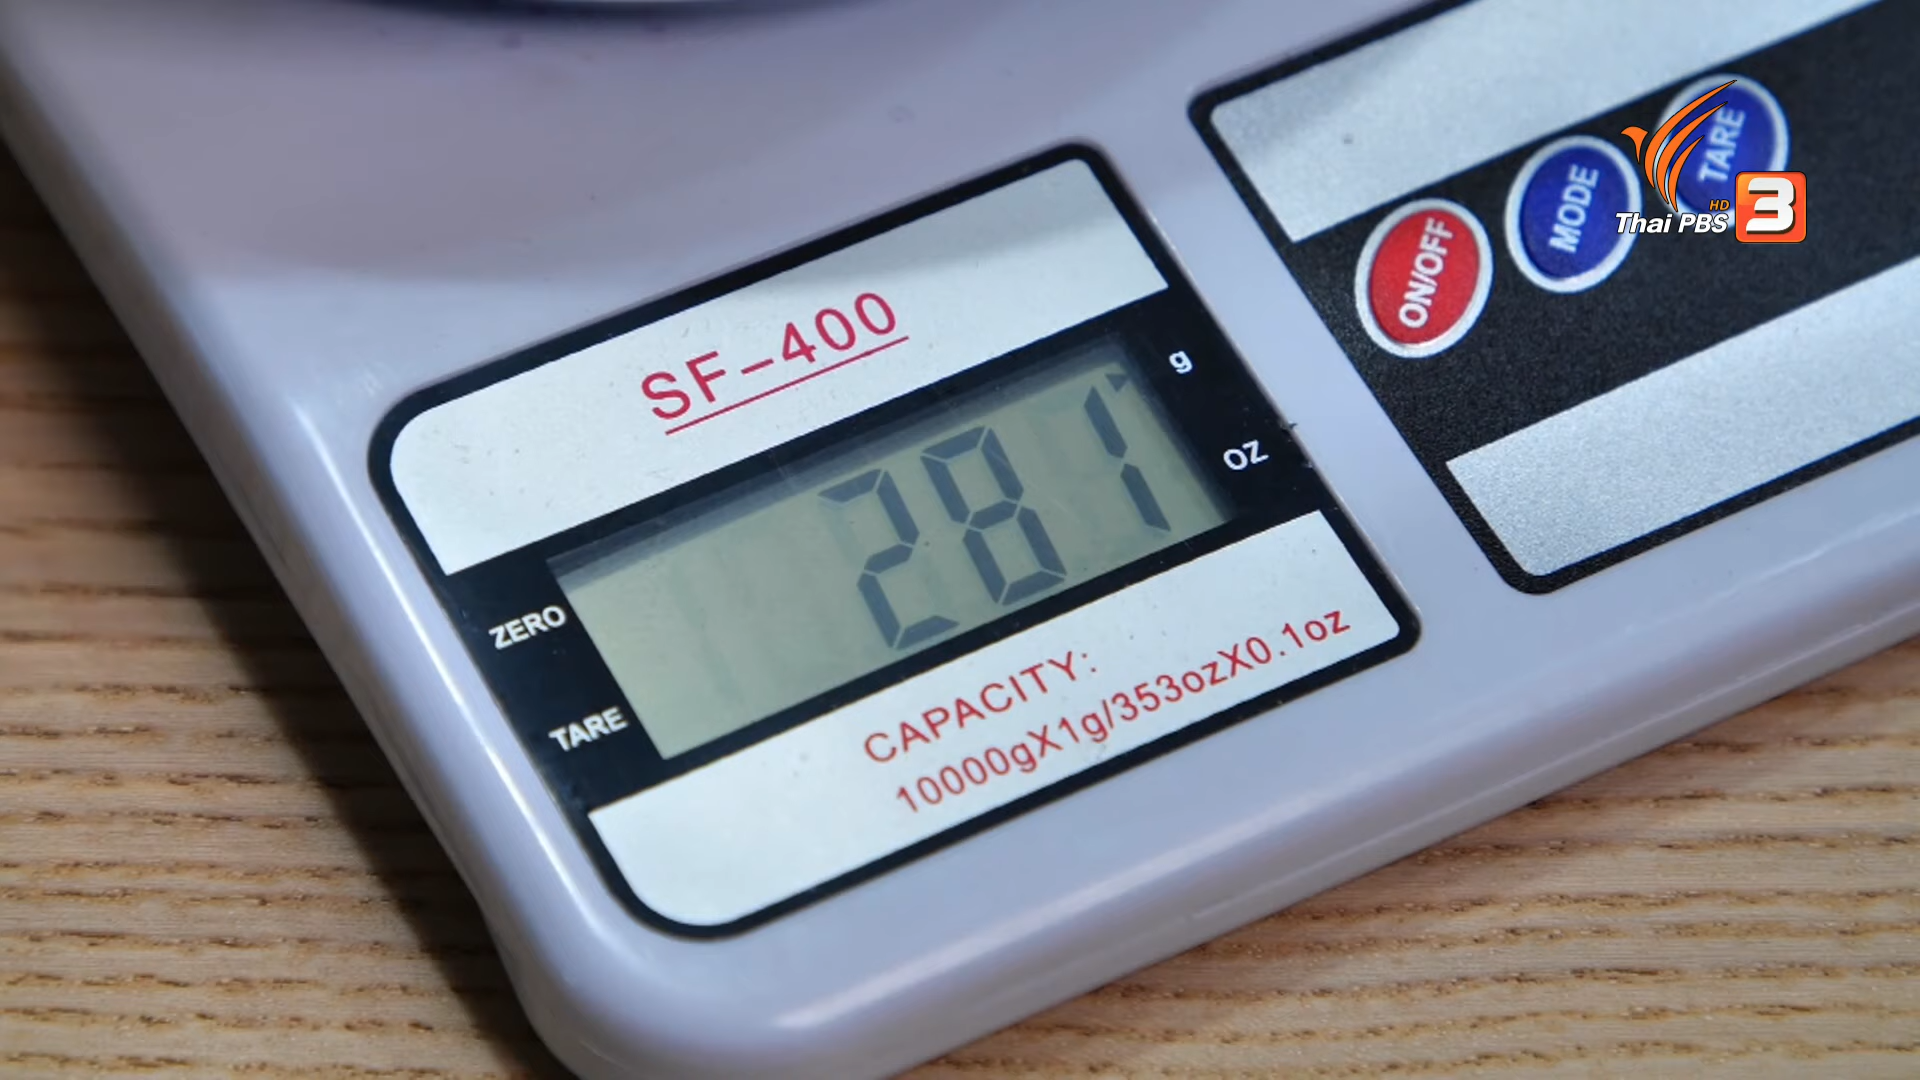 SF-400
281
g
oz
ZERO
TARE
CAPACITY:
10000gX1g/353ozX0.1oz
ON/OFF
MODE
TARE
HD
Thai PBS 3